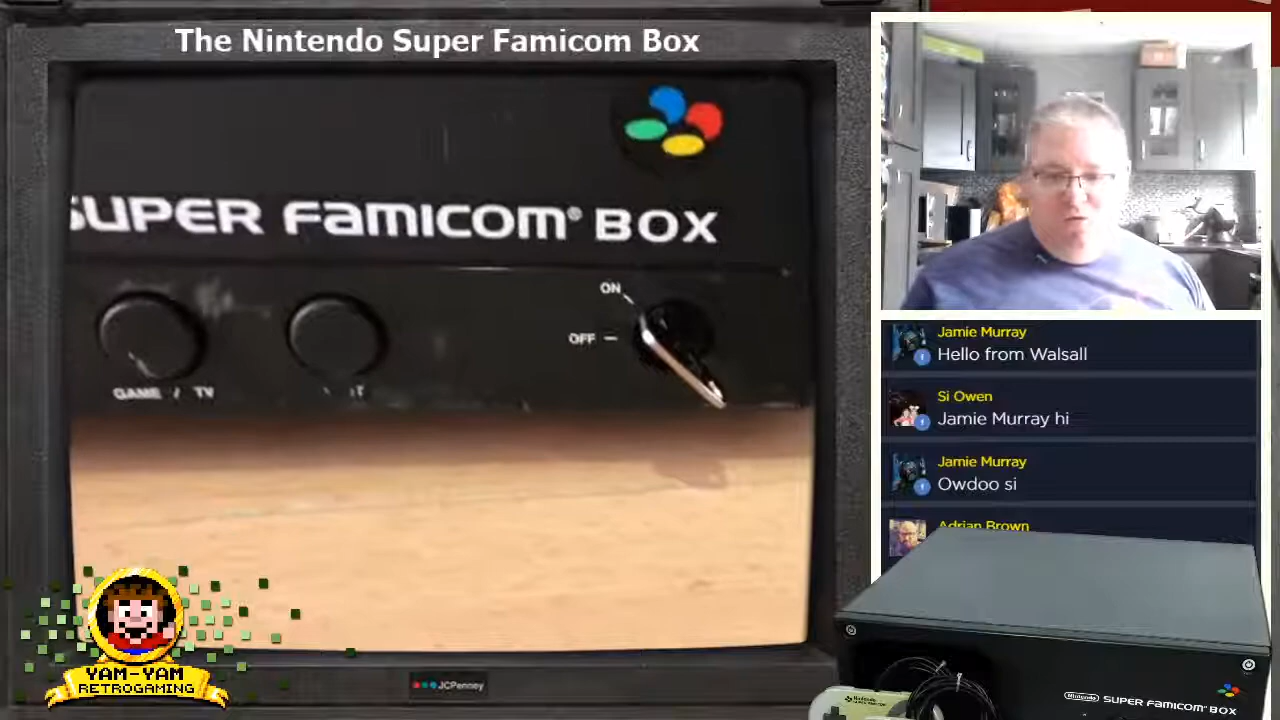 The Nintendo Super Famicom Box
SUPER FAMICOM® BOX
ON
OFF
GAME / TV
Jamie Murray
Hello from Walsall
Si Owen
Jamie Murray hi
Jamie Murray
Owdoo si
Adrian Brown
YAM-YAM
RETROGAMING
JCPenney
Nintendo SUPER FAMICOM® BOX